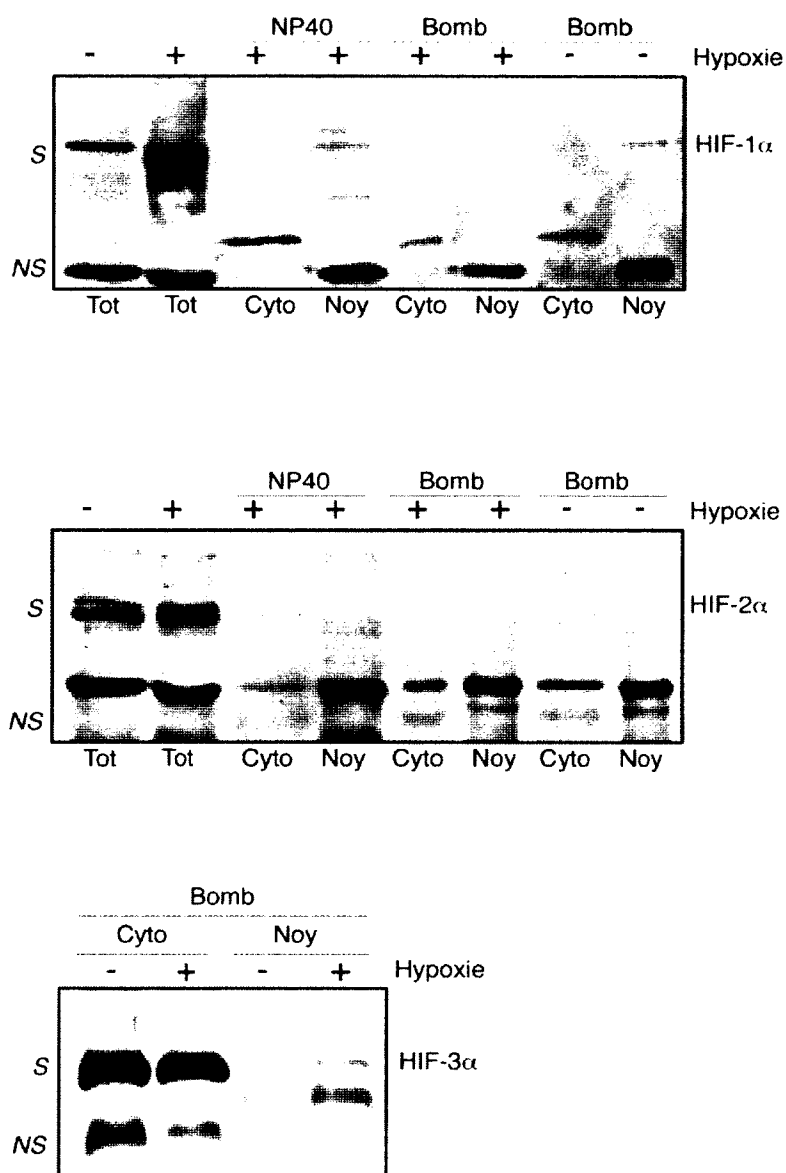 NP40 Bomb Bomb
- + + + + + - - Hypoxie
S HIF-1α
NS
Tot Tot Cyto Noy Cyto Noy Cyto Noy
NP40 Bomb Bomb
- + + + + + - - Hypoxie
S HIF-2α
NS
Tot Tot Cyto Noy Cyto Noy Cyto Noy
Bomb
Cyto Noy
- + - + Hypoxie
S HIF-3α
NS